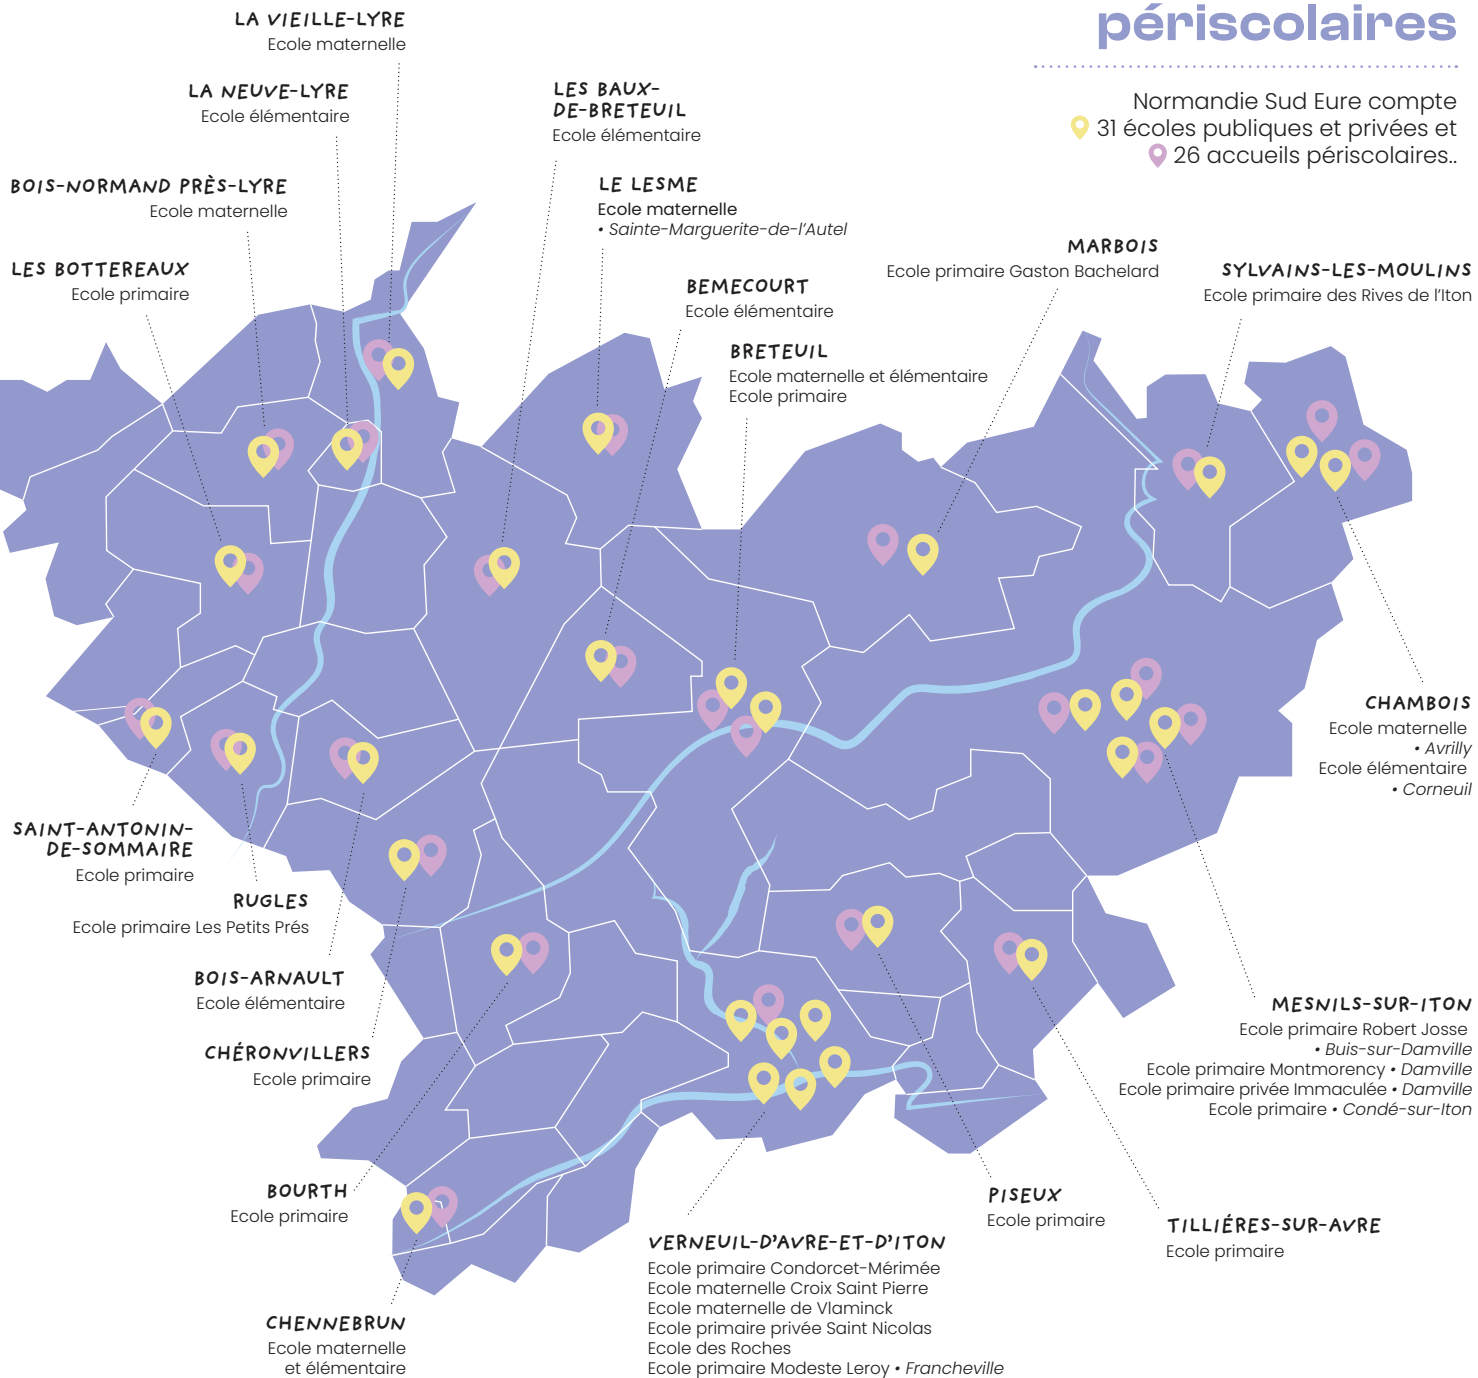 périscolaires
Normandie Sud Eure compte
31 écoles publiques et privées et
26 accueils périscolaires..
LA VIEILLE-LYRE
Ecole maternelle
LA NEUVE-LYRE
Ecole élémentaire
BOIS-NORMAND PRÈS-LYRE
Ecole maternelle
LES BOTTEREAUX
Ecole primaire
LES BAUX-
DE-BRETEUIL
Ecole élémentaire
LE LESME
Ecole maternelle
• Sainte-Marguerite-de-l'Autel
BEMECOURT
Ecole élémentaire
BRETEUIL
Ecole maternelle et élémentaire
Ecole primaire
MARBOIS
Ecole primaire Gaston Bachelard
SYLVAINS-LES-MOULINS
Ecole primaire des Rives de l'Iton
CHAMBOIS
Ecole maternelle
• Avrilly
Ecole élémentaire
• Corneuil
SAINT-ANTONIN-
DE-SOMMAIRE
Ecole primaire
RUGLES
Ecole primaire Les Petits Prés
BOIS-ARNAULT
Ecole élémentaire
CHÉRONVILLERS
Ecole primaire
BOURTH
Ecole primaire
CHENNEBRUN
Ecole maternelle
et élémentaire
VERNEUIL-D'AVRE-ET-D'ITON
Ecole primaire Condorcet-Mérimée
Ecole maternelle Croix Saint Pierre
Ecole maternelle de Vlaminck
Ecole primaire privée Saint Nicolas
Ecole des Roches
Ecole primaire Modeste Leroy • Francheville
PISEUX
Ecole primaire
TILLIÉRES-SUR-AVRE
Ecole primaire
MESNILS-SUR-ITON
Ecole primaire Robert Josse
• Buis-sur-Damville
Ecole primaire Montmorency • Damville
Ecole primaire privée Immaculée • Damville
Ecole primaire • Condé-sur-Iton